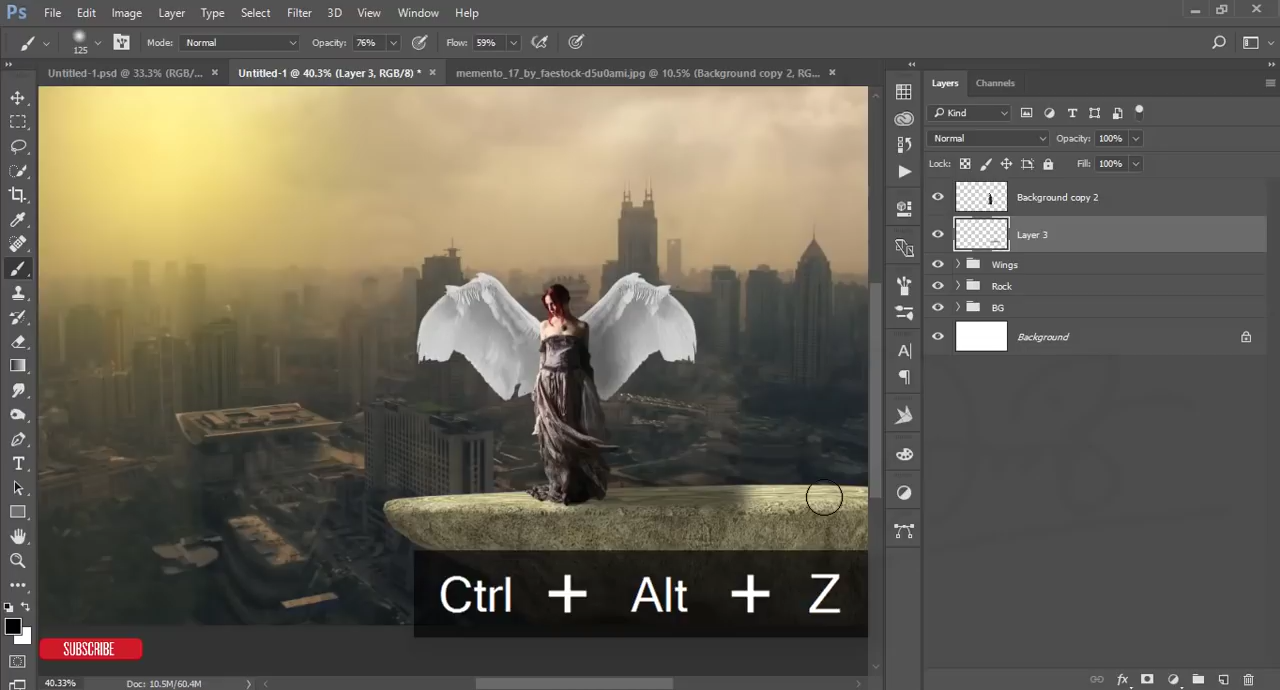 Ps File Edit Image Layer Type Select Filter 3D View Window Help
125 Mode: Normal Opacity: 76% Flow: 59%
Untitled-1.psd @ 33.3% (RGB/... × Untitled-1 @ 40.3% (Layer 3, RGB/8) * × memento_17_by_faestock-d5u0ami.jpg @ 10.5% (Background copy 2, RG... ×
Layers Channels
Kind
Normal Opacity: 100%
Lock: Fill: 100%
Background copy 2
Layer 3
Wings
Rock
BG
Background
Ctrl + Alt + Z
SUBSCRIBE
40.33% Doc: 10.5M/60.4M